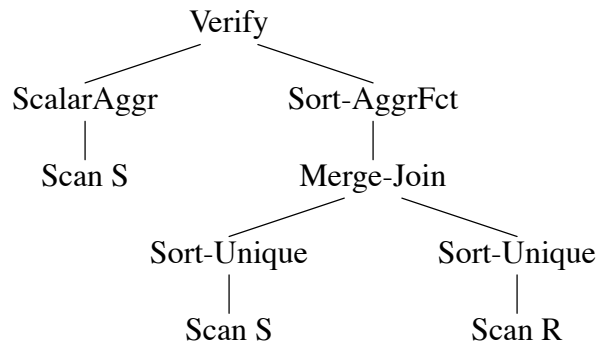 Verify
ScalarAggr
Sort-AggrFct
Scan S
Merge-Join
Sort-Unique
Sort-Unique
Scan S
Scan R